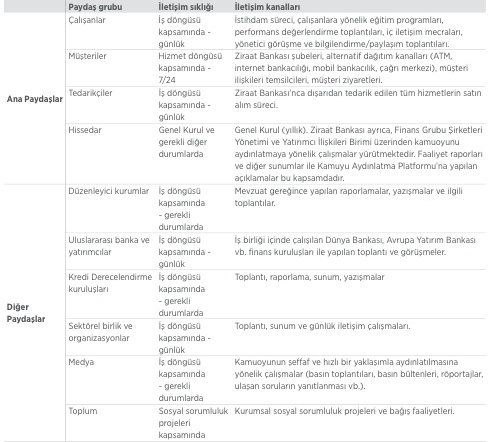 Paydaş grubu İletişim sıklığı İletişim kanalları
Ana Paydaşlar
Çalışanlar
İş döngüsü
kapsamında -
günlük
İstihdam süreci, çalışanlara yönelik eğitim programları,
performans değerlendirme toplantıları, iç iletişim mecraları,
yönetici görüşme ve bilgilendirme/paylaşım toplantıları.
Müşteriler
Hizmet döngüsü
kapsamında -
7/24
Ziraat Bankası şubeleri, alternatif dağıtım kanalları (ATM,
internet bankacılığı, mobil bankacılık, çağrı merkezi), müşteri
ilişkileri temsilcileri, müşteri ziyaretleri.
Tedarikçiler
İş döngüsü
kapsamında -
günlük
Ziraat Bankası'nca dışarıdan tedarik edilen tüm hizmetlerin satın
alım süreci.
Hissedar
Genel Kurul ve
gerekli diğer
durumlarda
Genel Kurul (yıllık). Ziraat Bankası ayrıca, Finans Grubu Şirketleri
Yönetimi ve Yatırımcı İlişkileri Birimi üzerinden kamuoyunu
aydınlatmaya yönelik çalışmalar yürütmektedir. Faaliyet raporları
ve diğer sunumlar ile Kamuyu Aydınlatma Platformu'na yapılan
açıklamalar bu kapsamdadır.
Diğer
Paydaşlar
Düzenleyici kurumlar
İş döngüsü
kapsamında
- gerekli
durumlarda
Mevzuat gereğince yapılan raporlamalar, yazışmalar ve ilgili
toplantılar.
Uluslararası banka ve
yatırımcılar
İş döngüsü
kapsamında -
günlük
İş birliği içinde çalışılan Dünya Bankası, Avrupa Yatırım Bankası
vb. finans kuruluşları ile yapılan toplantı ve görüşmeler.
Kredi Derecelendirme
kuruluşları
İş döngüsü
kapsamında
- gerekli
durumlarda
Toplantı, raporlama, sunum, yazışmalar
Sektörel birlik ve
organizasyonlar
İş döngüsü
kapsamında -
günlük
Toplantı, sunum ve günlük iletişim çalışmaları.
Medya
İş döngüsü
kapsamında
- gerekli
durumlarda
Kamuoyunun şeffaf ve hızlı bir yaklaşımla aydınlatılmasına
yönelik çalışmalar (basın toplantıları, basın bültenleri, röportajlar,
ulaşan soruların yanıtlanması vb.).
Toplum
Sosyal sorumluluk
projeleri
kapsamında
Kurumsal sosyal sorumluluk projeleri ve bağış faaliyetleri.